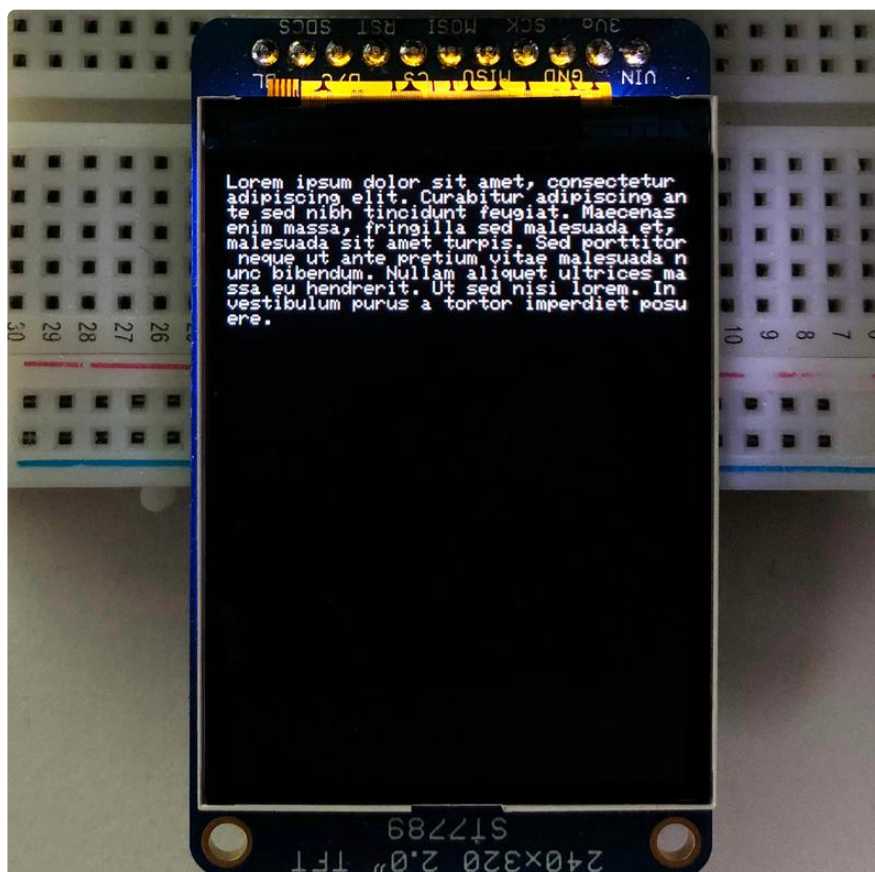 SDCS RST MOSI SCK 3Vo
BL D/C CS MISO GND VIN
Lorem ipsum dolor sit amet, consectetur
adipiscing elit. Curabitur adipiscing an
te sed nibh tincidunt feugiat. Maecenas
enim massa, fringilla sed malesuada et,
malesuada sit amet turpis. Sed porttitor
 neque ut ante pretium vitae malesuada n
unc bibendum. Nullam aliquet ultrices ma
ssa eu hendrerit. Ut sed nisi lorem. In
vestibulum purus a tortor imperdiet posu
ere.
30 29 28 27 26
10 9 8 7
ST7789
240x320 2.0" TFT